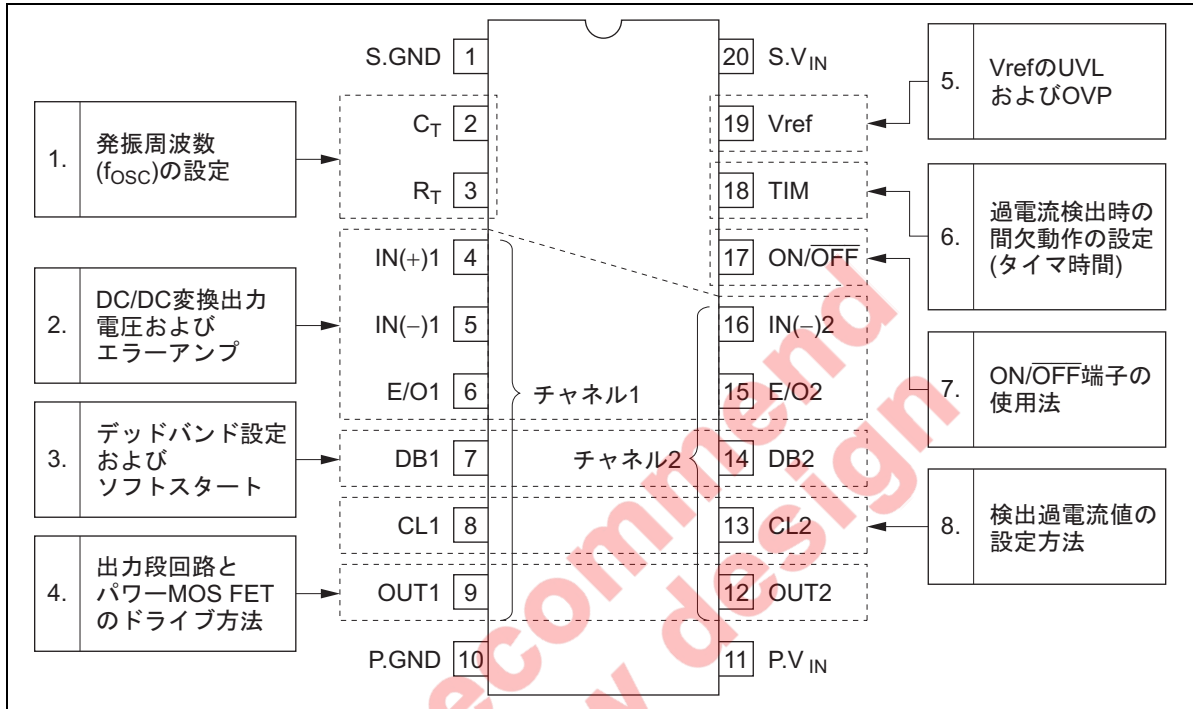 1.
発振周波数
(fOSC)の設定
2.
DC/DC変換出力
電圧および
エラーアンプ
3.
デッドバンド設定
および
ソフトスタート
4.
出力段回路と
パワーMOS FET
のドライブ方法
S.GND 1
CT 2
RT 3
IN(+)1 4
IN(−)1 5
E/O1 6
DB1 7
CL1 8
OUT1 9
P.GND 10
チャネル1
チャネル2
20 S.VIN
19 Vref
18 TIM
17 ON/OFF
16 IN(−)2
15 E/O2
14 DB2
13 CL2
12 OUT2
11 P.VIN
5.
VrefのUVL
およびOVP
6.
過電流検出時の
間欠動作の設定
(タイマ時間)
7.
ON/OFF端子の
使用法
8.
検出過電流値の
設定方法
ecommend
design